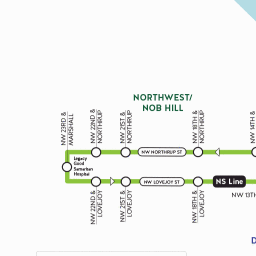 NORTHWEST/
NOB HILL
NW 23RD &
MARSHALL
NW 22ND &
NORTHRUP
NW 21ST &
NORTHRUP
NW 18TH &
NORTHRUP
NW 14TH &
NW NORTHRUP ST
Legacy
Good
Samaritan
Hospital
NW LOVEJOY ST
NS Line
NW 13TH
NW 22ND &
LOVEJOY
NW 21ST &
LOVEJOY
NW 18TH &
LOVEJOY